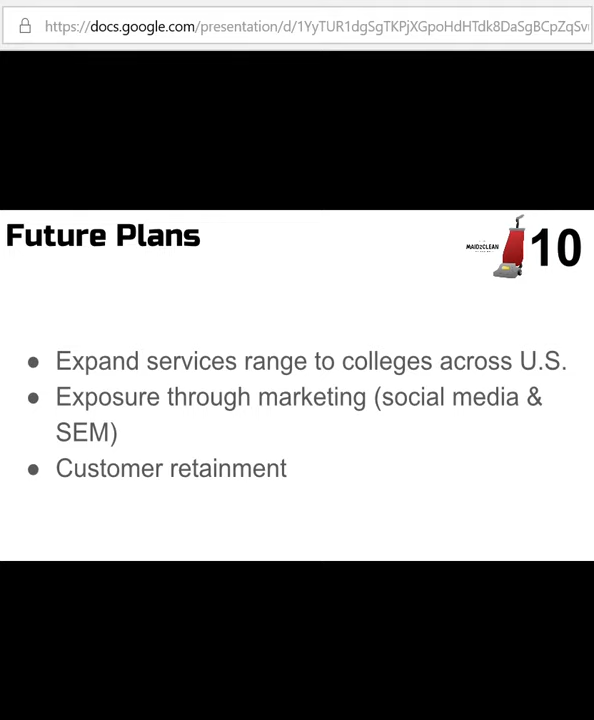 https://docs.google.com/presentation/d/1YyTUR1dgSgTKPjXGpoHdHTdk8DaSgBCpZqSv
Future Plans
MAID2CLEAN
10
● Expand services range to colleges across U.S.
● Exposure through marketing (social media &
SEM)
● Customer retainment